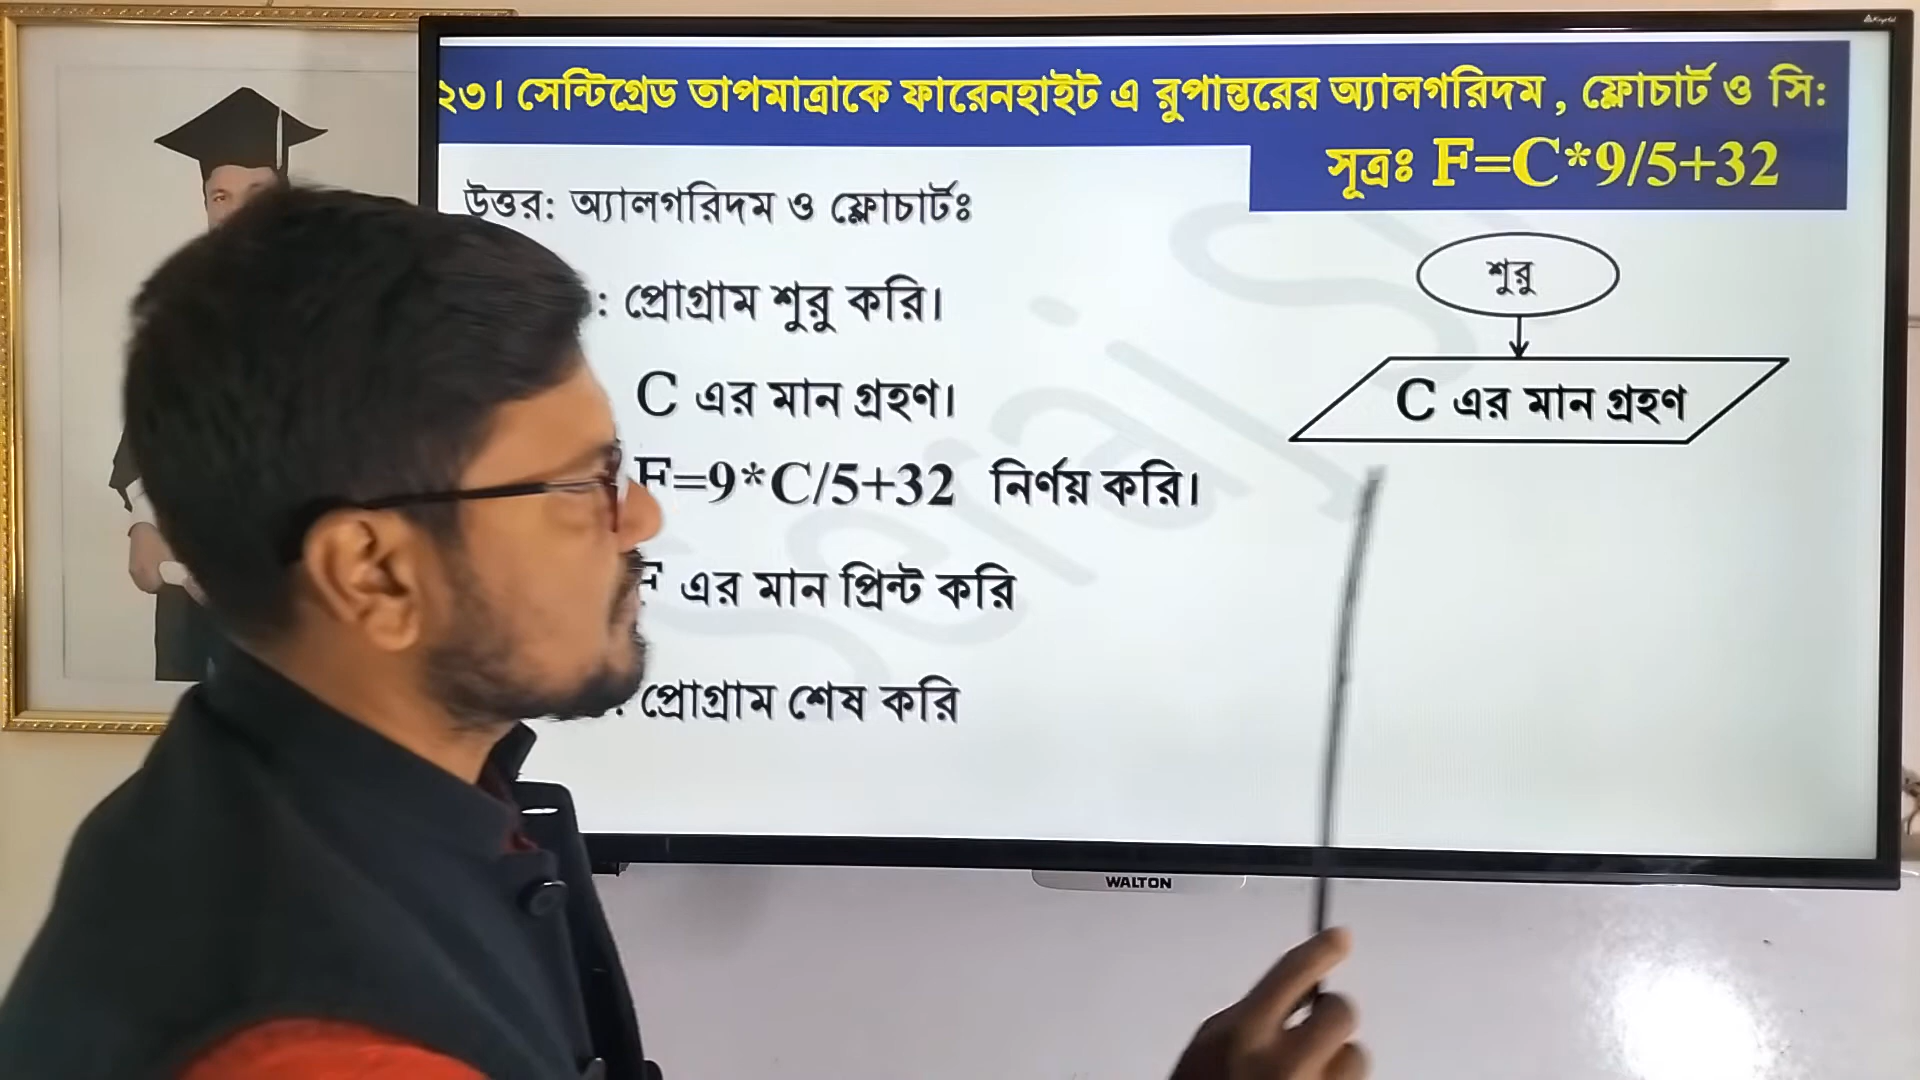 ২৩। সেন্টিগ্রেড তাপমাত্রাকে ফারেনহাইট এ রুপান্তরের অ্যালগরিদম , ফ্লোচার্ট ও সি:
সূত্রঃ F=C*9/5+32
উত্তর: অ্যালগরিদম ও ফ্লোচার্টঃ
: প্রোগ্রাম শুরু করি।
C এর মান গ্রহণ।
F=9*C/5+32 নির্ণয় করি।
F এর মান প্রিন্ট করি
: প্রোগ্রাম শেষ করি
শুরু
C এর মান গ্রহণ
WALTON